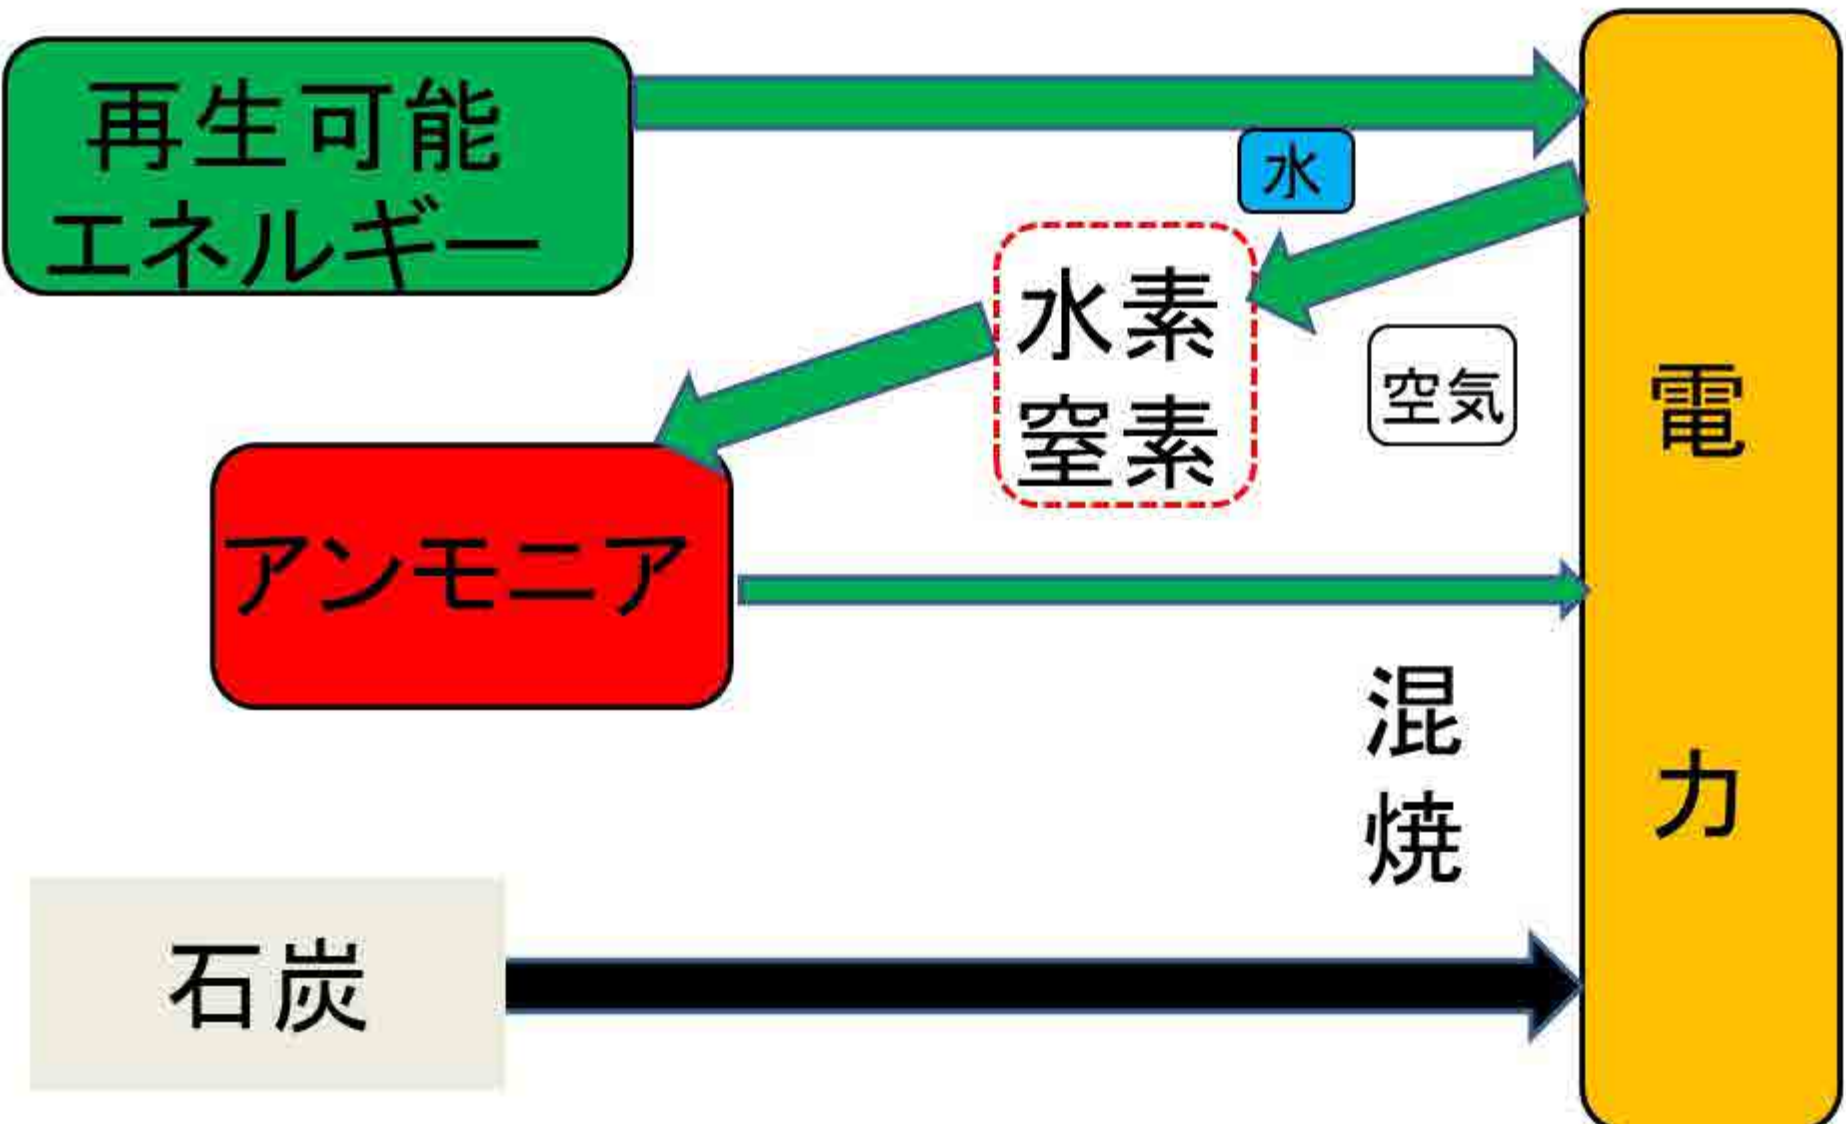 再生可能
エネルギー
水
水素
窒素
空気
アンモニア
混
焼
石炭
電
力